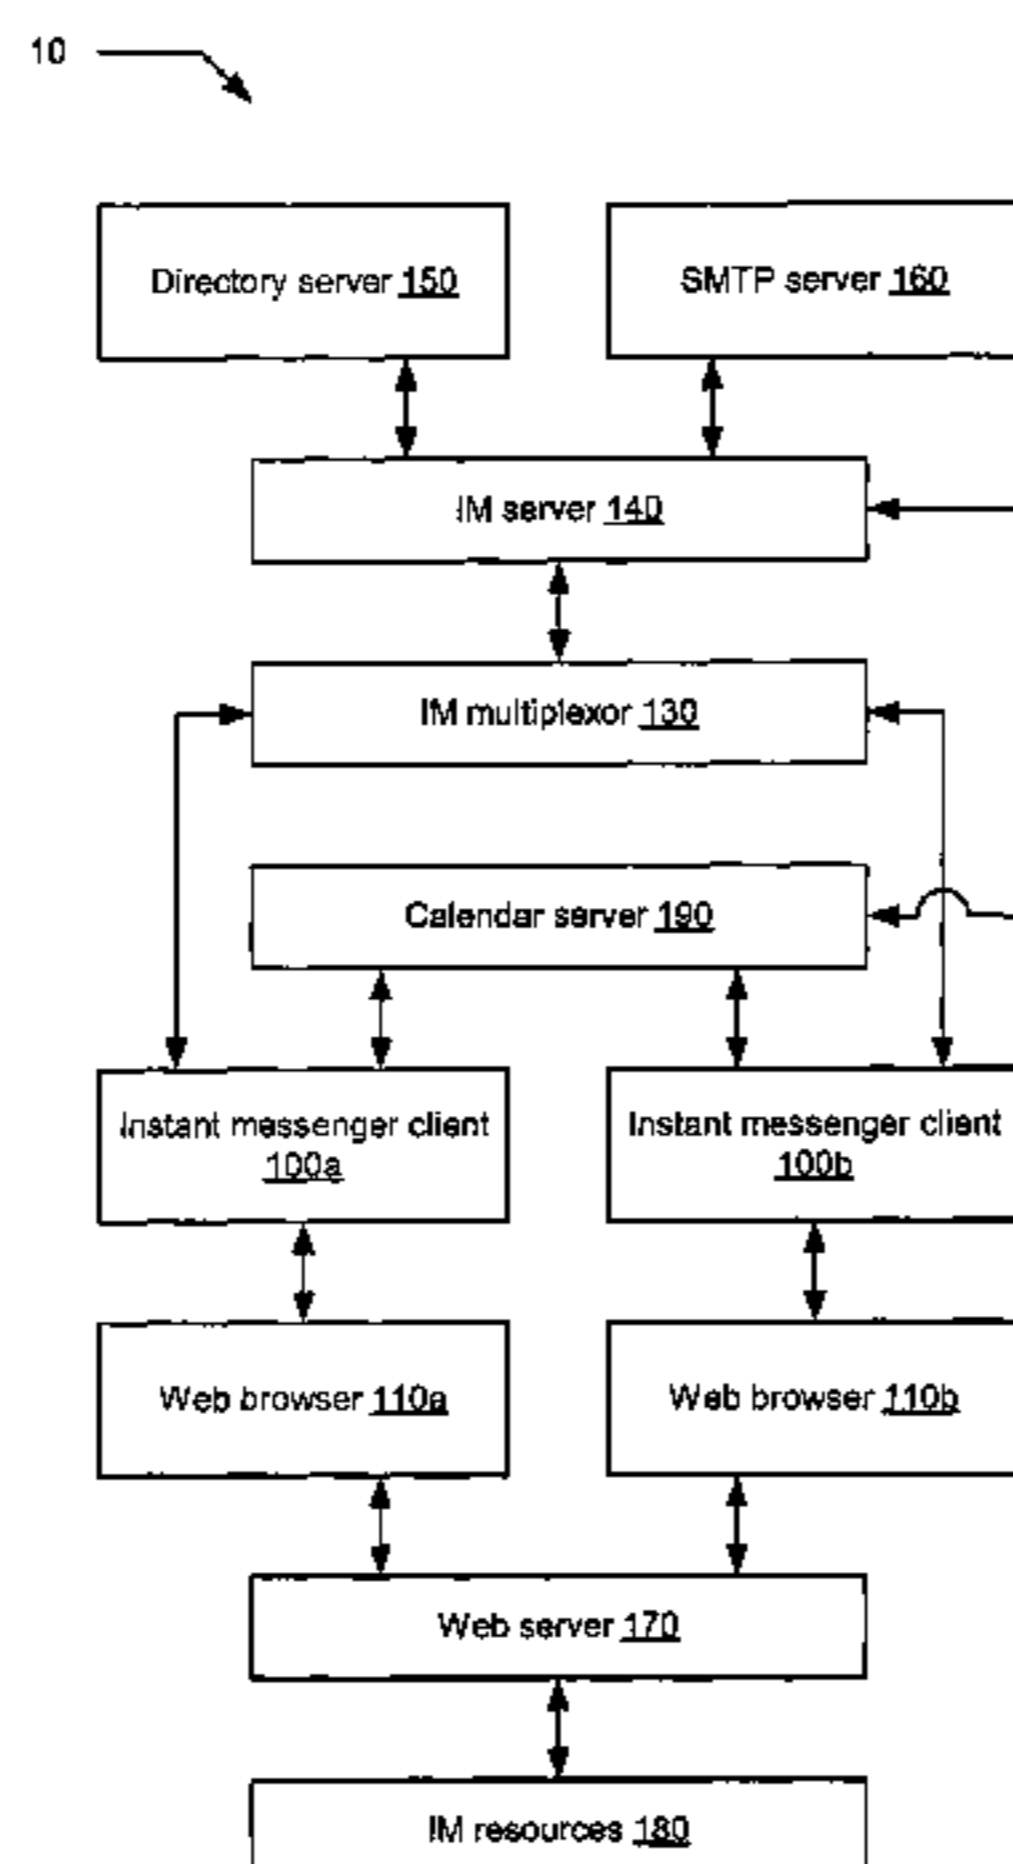 10
Directory server 150
SMTP server 160
IM server 140
IM multiplexor 130
Calendar server 190
Instant messenger client
100a
Instant messenger client
100b
Web browser 110a
Web browser 110b
Web server 170
IM resources 180